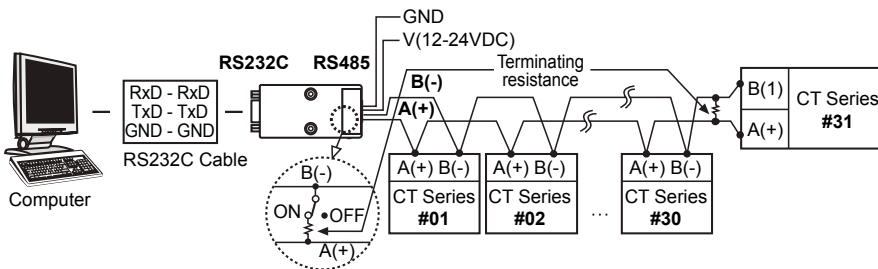 GND
V(12-24VDC)
RS232C RS485
Terminating
resistance
B(-)
A(+)
RxD - RxD
TxD - TxD
GND - GND
RS232C Cable
Computer
B(-)
ON OFF
A(+)
A(+) B(-)
CT Series
#01
A(+) B(-)
CT Series
#02
...
A(+) B(-)
CT Series
#30
B(1)
A(+)
CT Series
#31